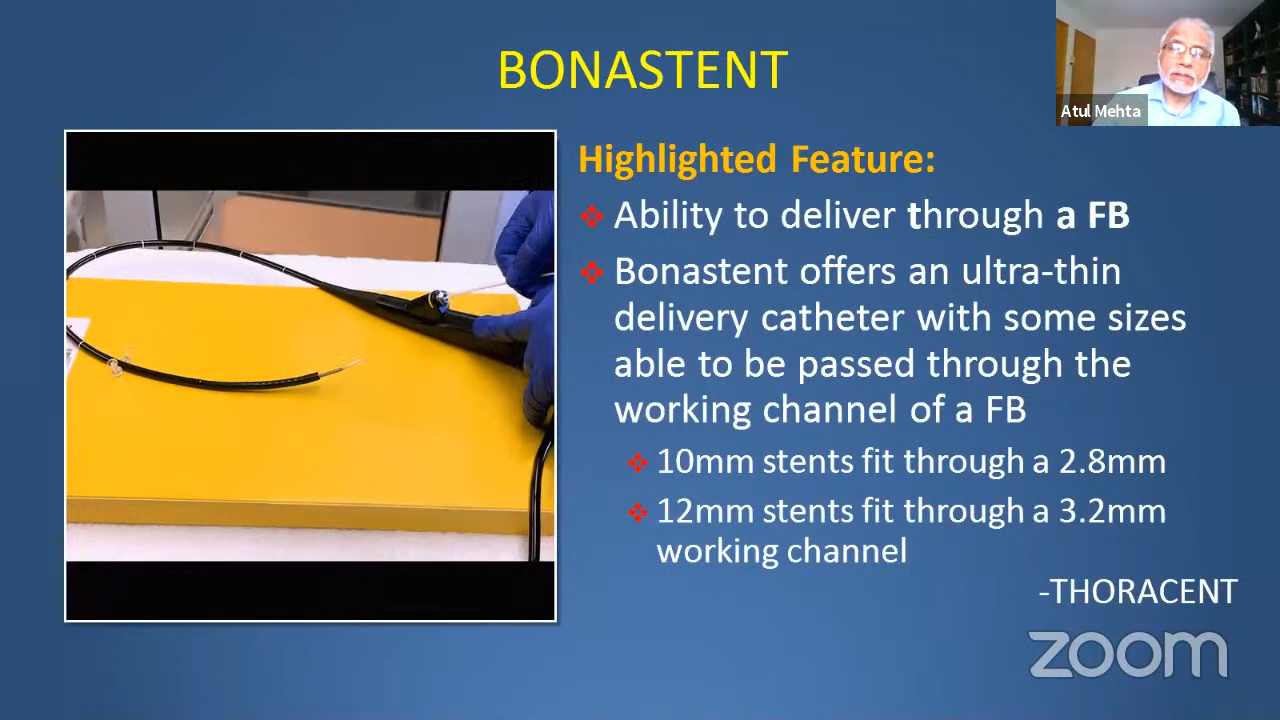 BONASTENT
Atul Mehta
Highlighted Feature:
Ability to deliver through a FB
Bonastent offers an ultra-thin
delivery catheter with some sizes
able to be passed through the
working channel of a FB
10mm stents fit through a 2.8mm
12mm stents fit through a 3.2mm
working channel
-THORACENT
zoom